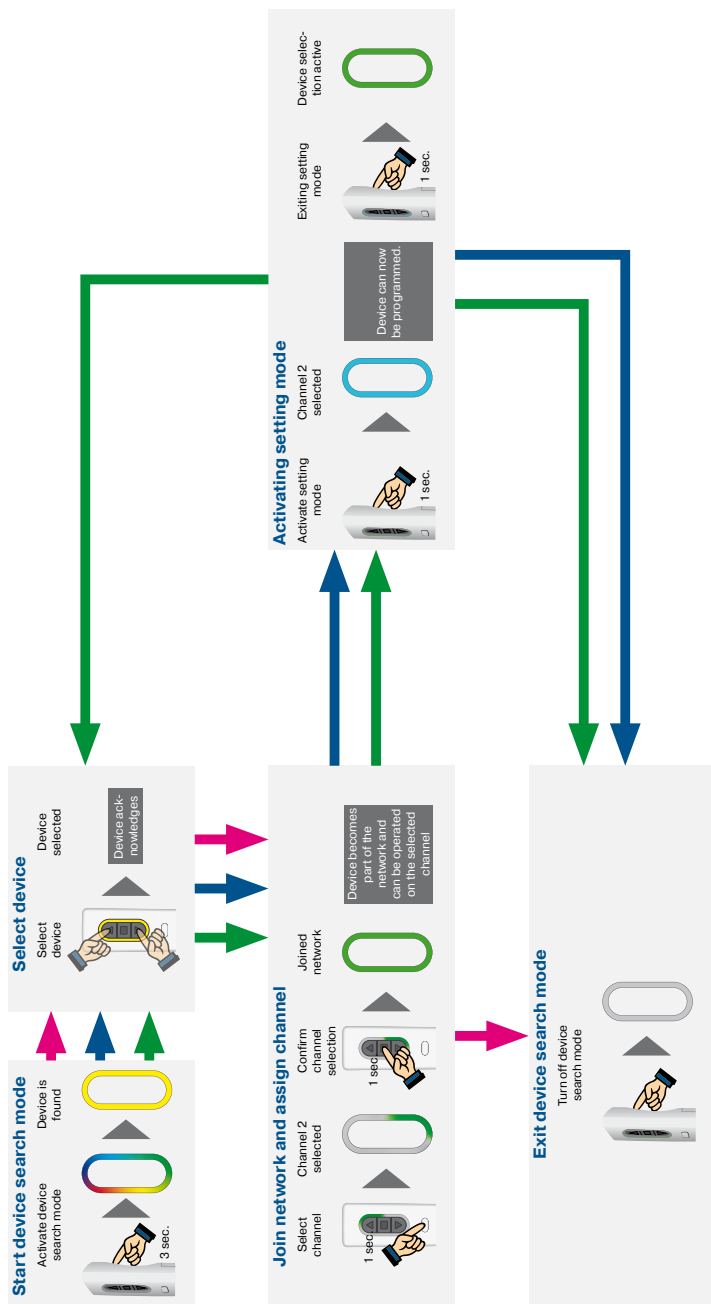 Start device search mode
Activate device
search mode
3 sec.
Device is
found
Select device
Select
device
Device
selected
Device ack-
nowledges
Join network and assign channel
Select
channel
1 sec.
Channel 2
selected
Confirm
channel
selection
1 sec.
Joined
network
Device becomes
part of the
network and
can be operated
on the selected
channel
Activating setting mode
Activate setting
mode
1 sec.
Channel 2
selected
Device can now
be programmed.
Exiting setting
mode
1 sec.
Device selec-
tion active
Exit device search mode
Turn off device
search mode